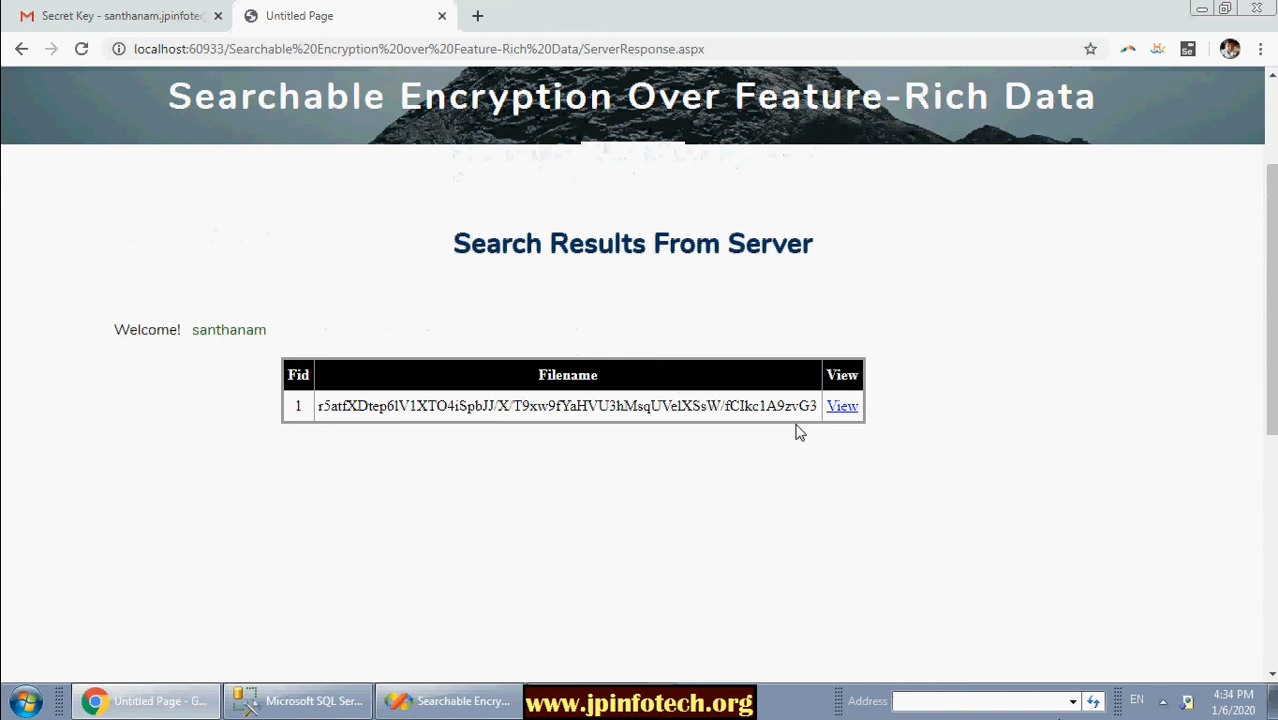 Secret Key - santhanam.jpinfotec
Untitled Page
localhost:60933/Searchable%20Encryption%20over%20Feature-Rich%20Data/ServerResponse.aspx
Se
Searchable Encryption Over Feature-Rich Data
Search Results From Server
Welcome! santhanam
Fid Filename View
1 r5atfXDtep6lV1XTO4iSpbJJ/X/T9xw9fYaHVU3hMsqUVelXSsW/fCIkc1A9zvG3 View
Untitled Page - G... Microsoft SQL Ser... Searchable Encry... www.jpinfotech.org Address EN 4:34 PM
1/6/2020